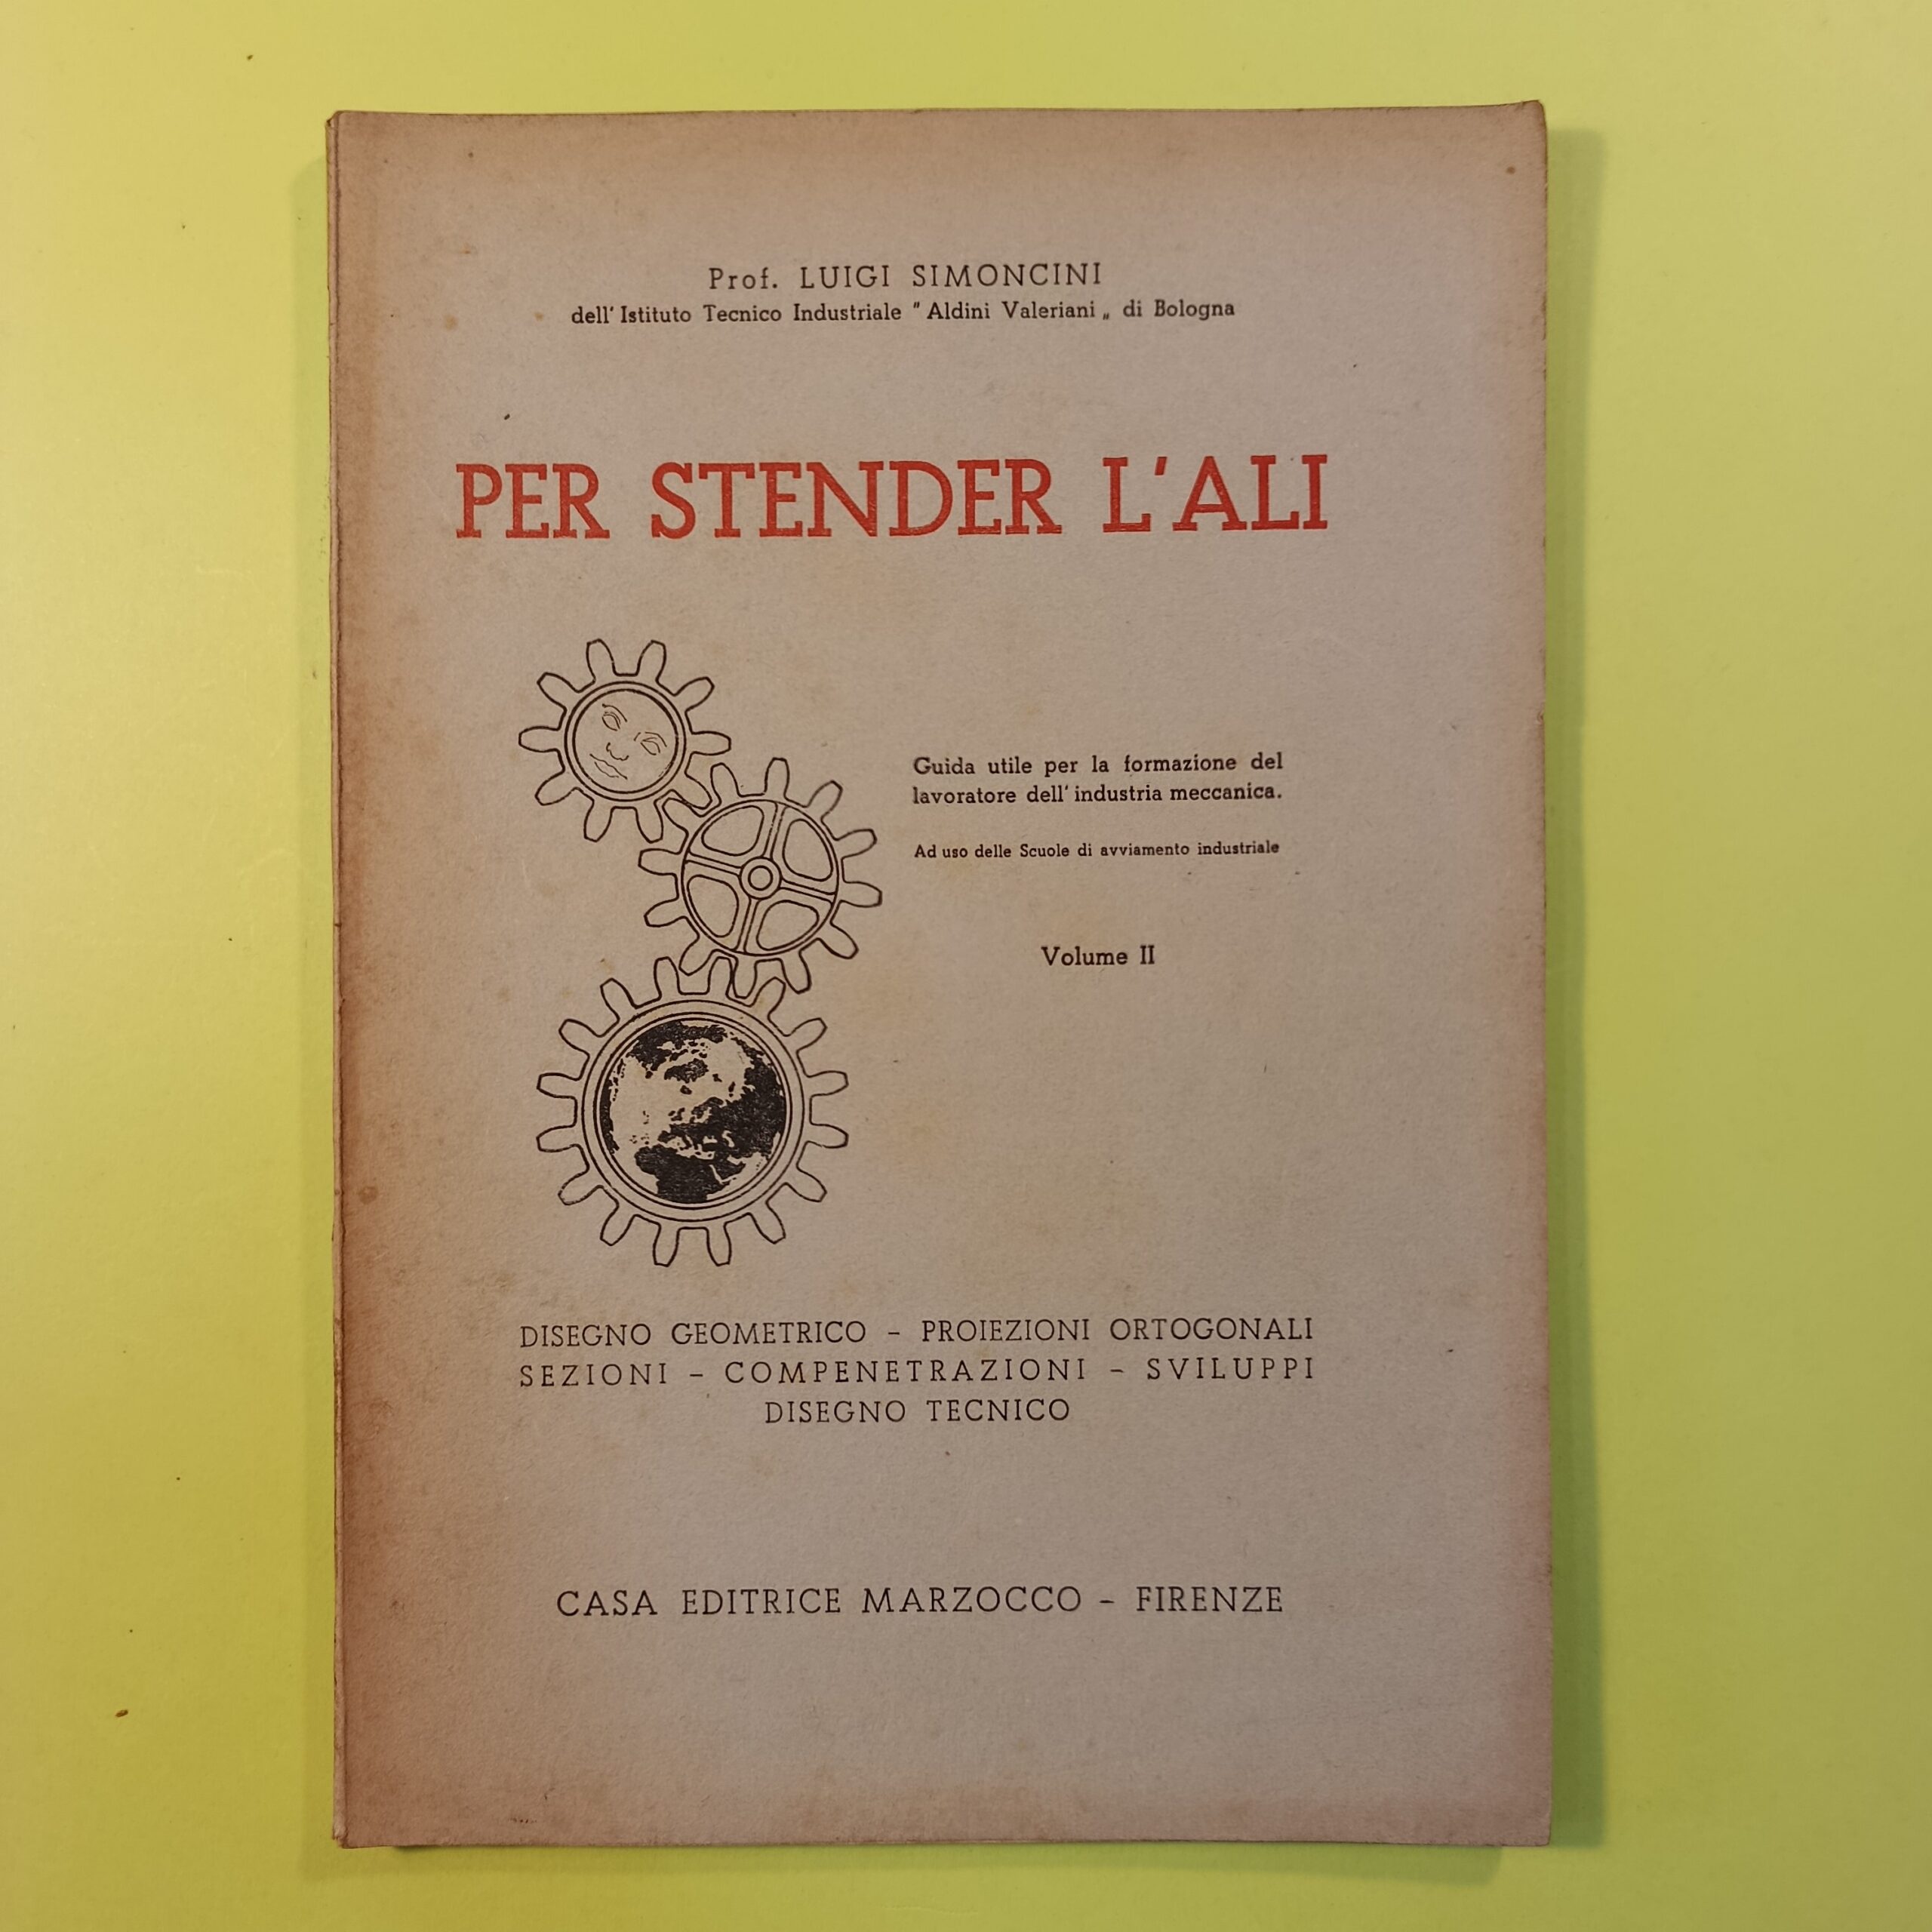 Prof. LUIGI SIMONCINI
dell' Istituto Tecnico Industriale " Aldini Valeriani „ di Bologna
PER STENDER L'ALI
Guida utile per la formazione del
lavoratore dell' industria meccanica.
Ad uso delle Scuole di avviamento industriale
Volume II
DISEGNO GEOMETRICO - PROIEZIONI ORTOGONALI
SEZIONI - COMPENETRAZIONI - SVILUPPI
DISEGNO TECNICO
CASA EDITRICE MARZOCCO - FIRENZE